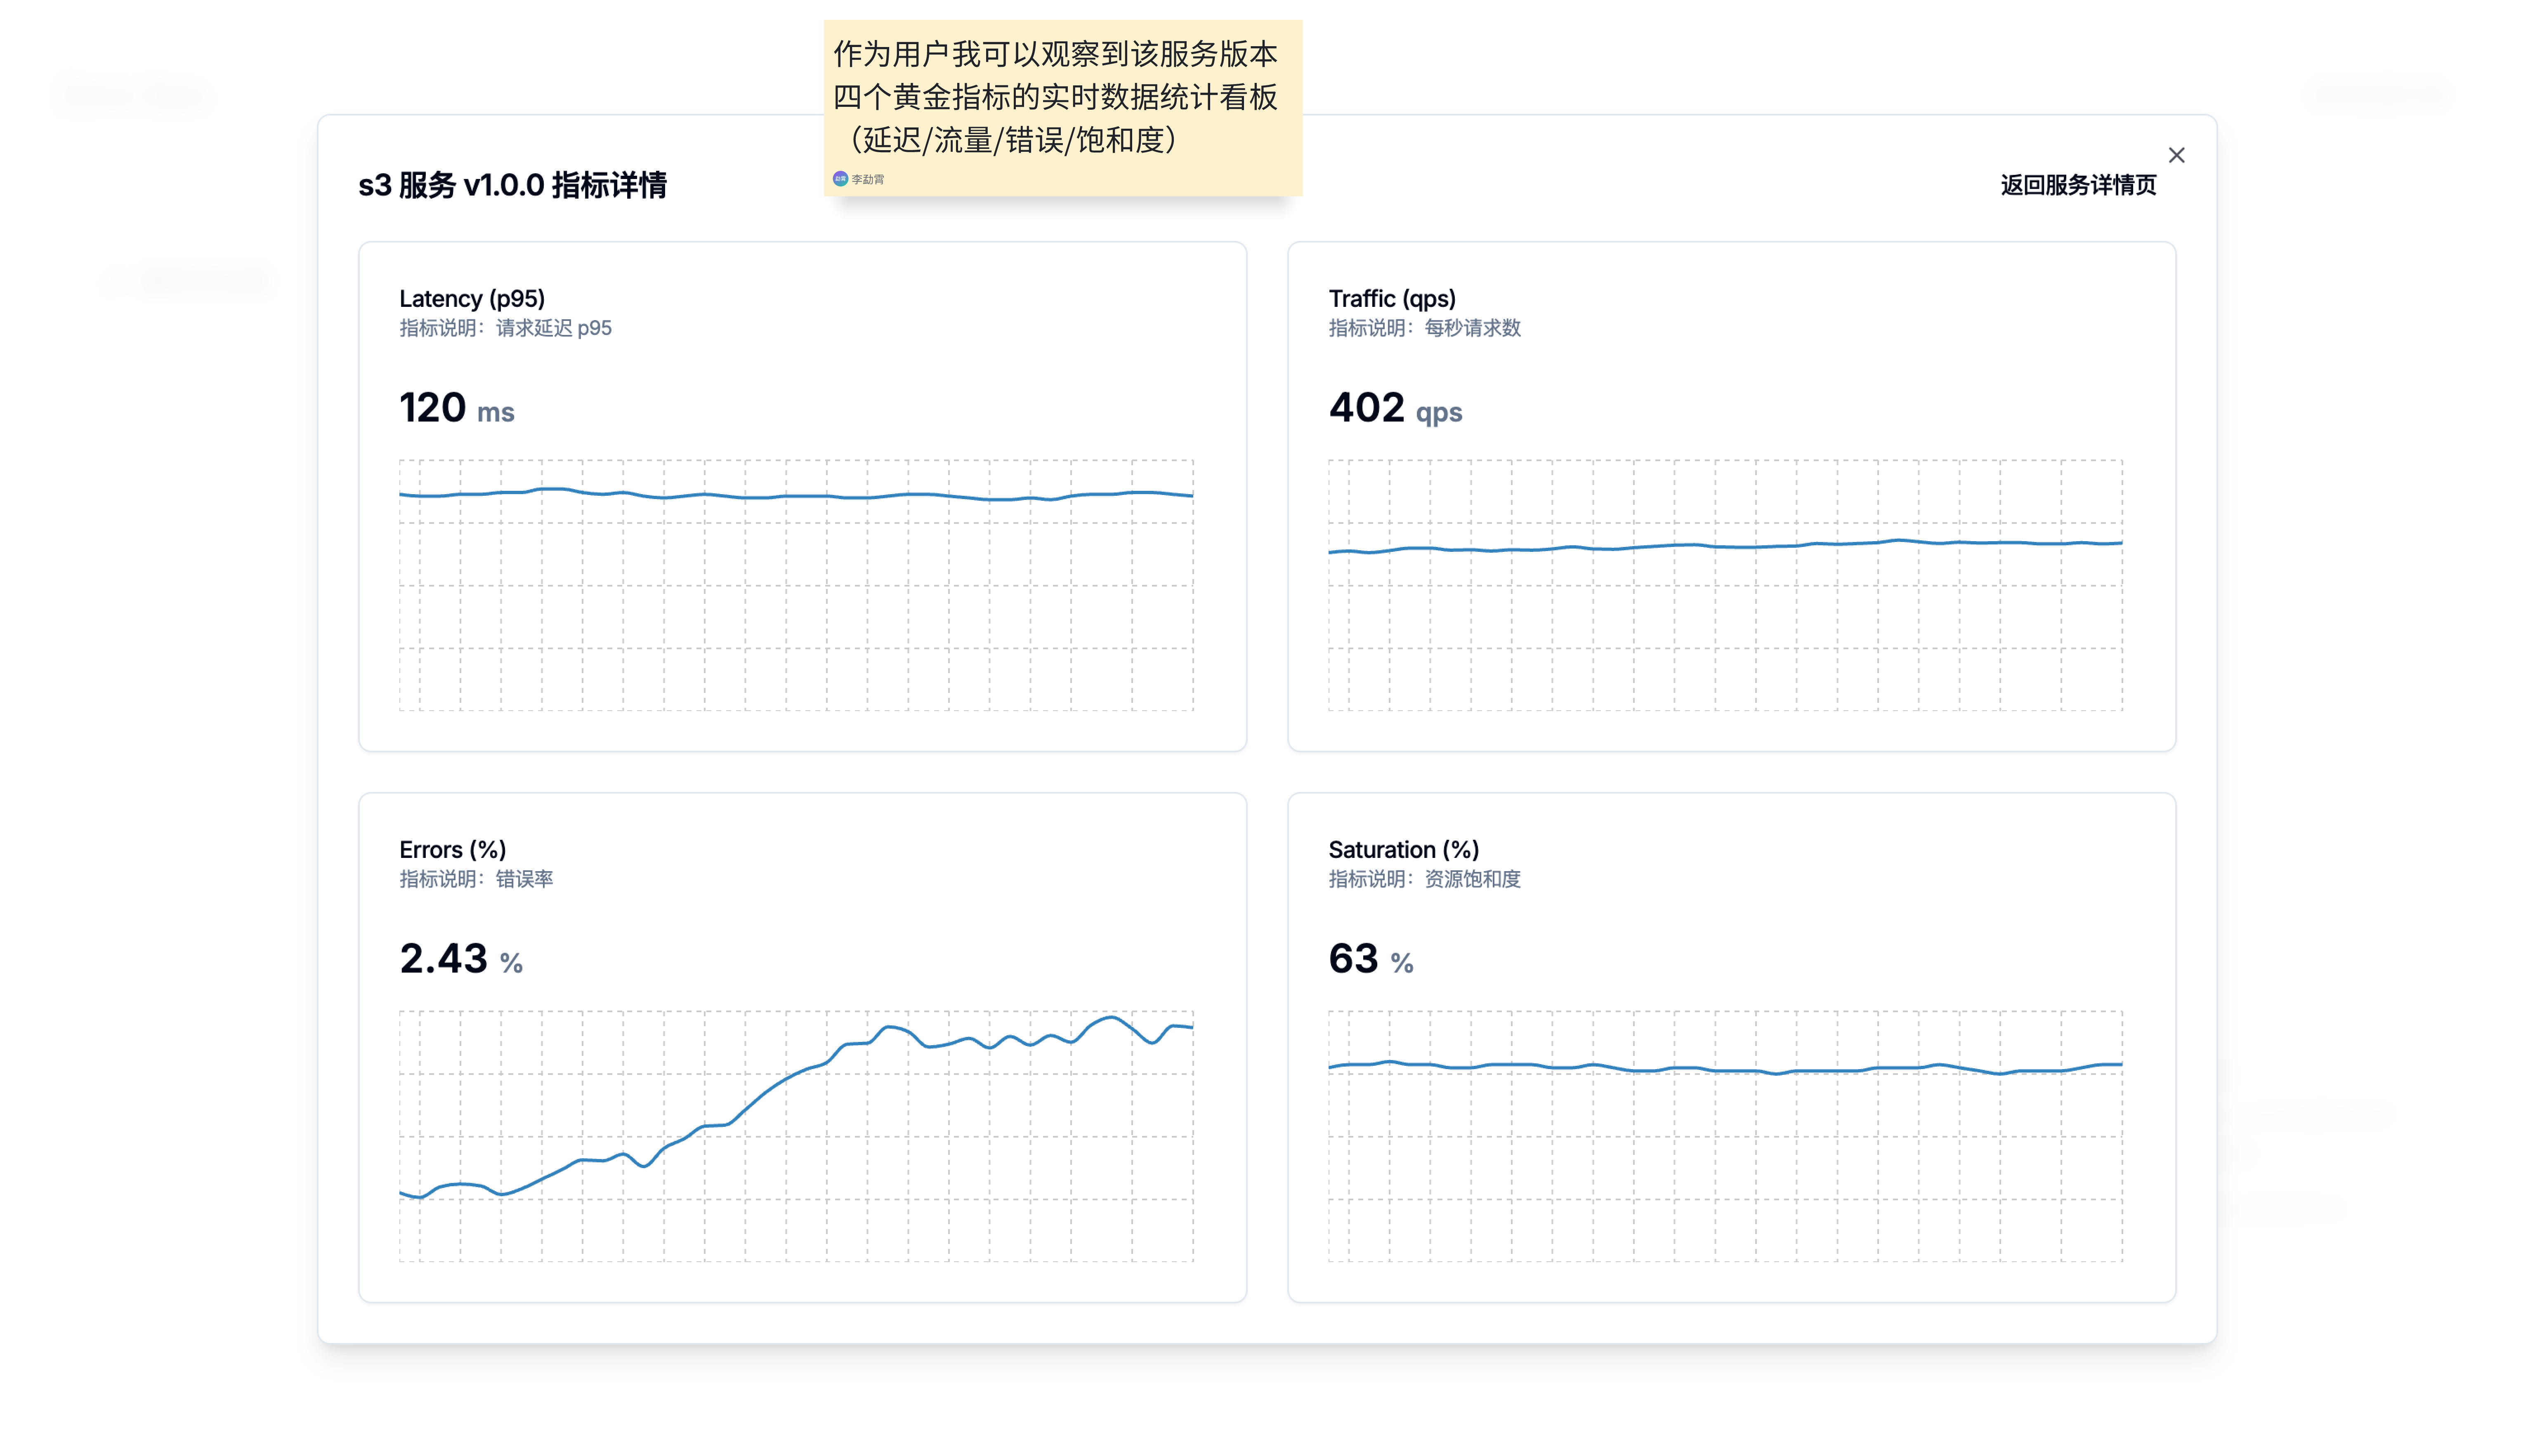 作为用户我可以观察到该服务版本
四个黄金指标的实时数据统计看板
（延迟/流量/错误/饱和度）
李勐霄
s3 服务 v1.0.0 指标详情
返回服务详情页
Latency (p95)
指标说明：请求延迟 p95
120 ms
Traffic (qps)
指标说明：每秒请求数
402 qps
Errors (%)
指标说明：错误率
2.43 %
Saturation (%)
指标说明：资源饱和度
63 %